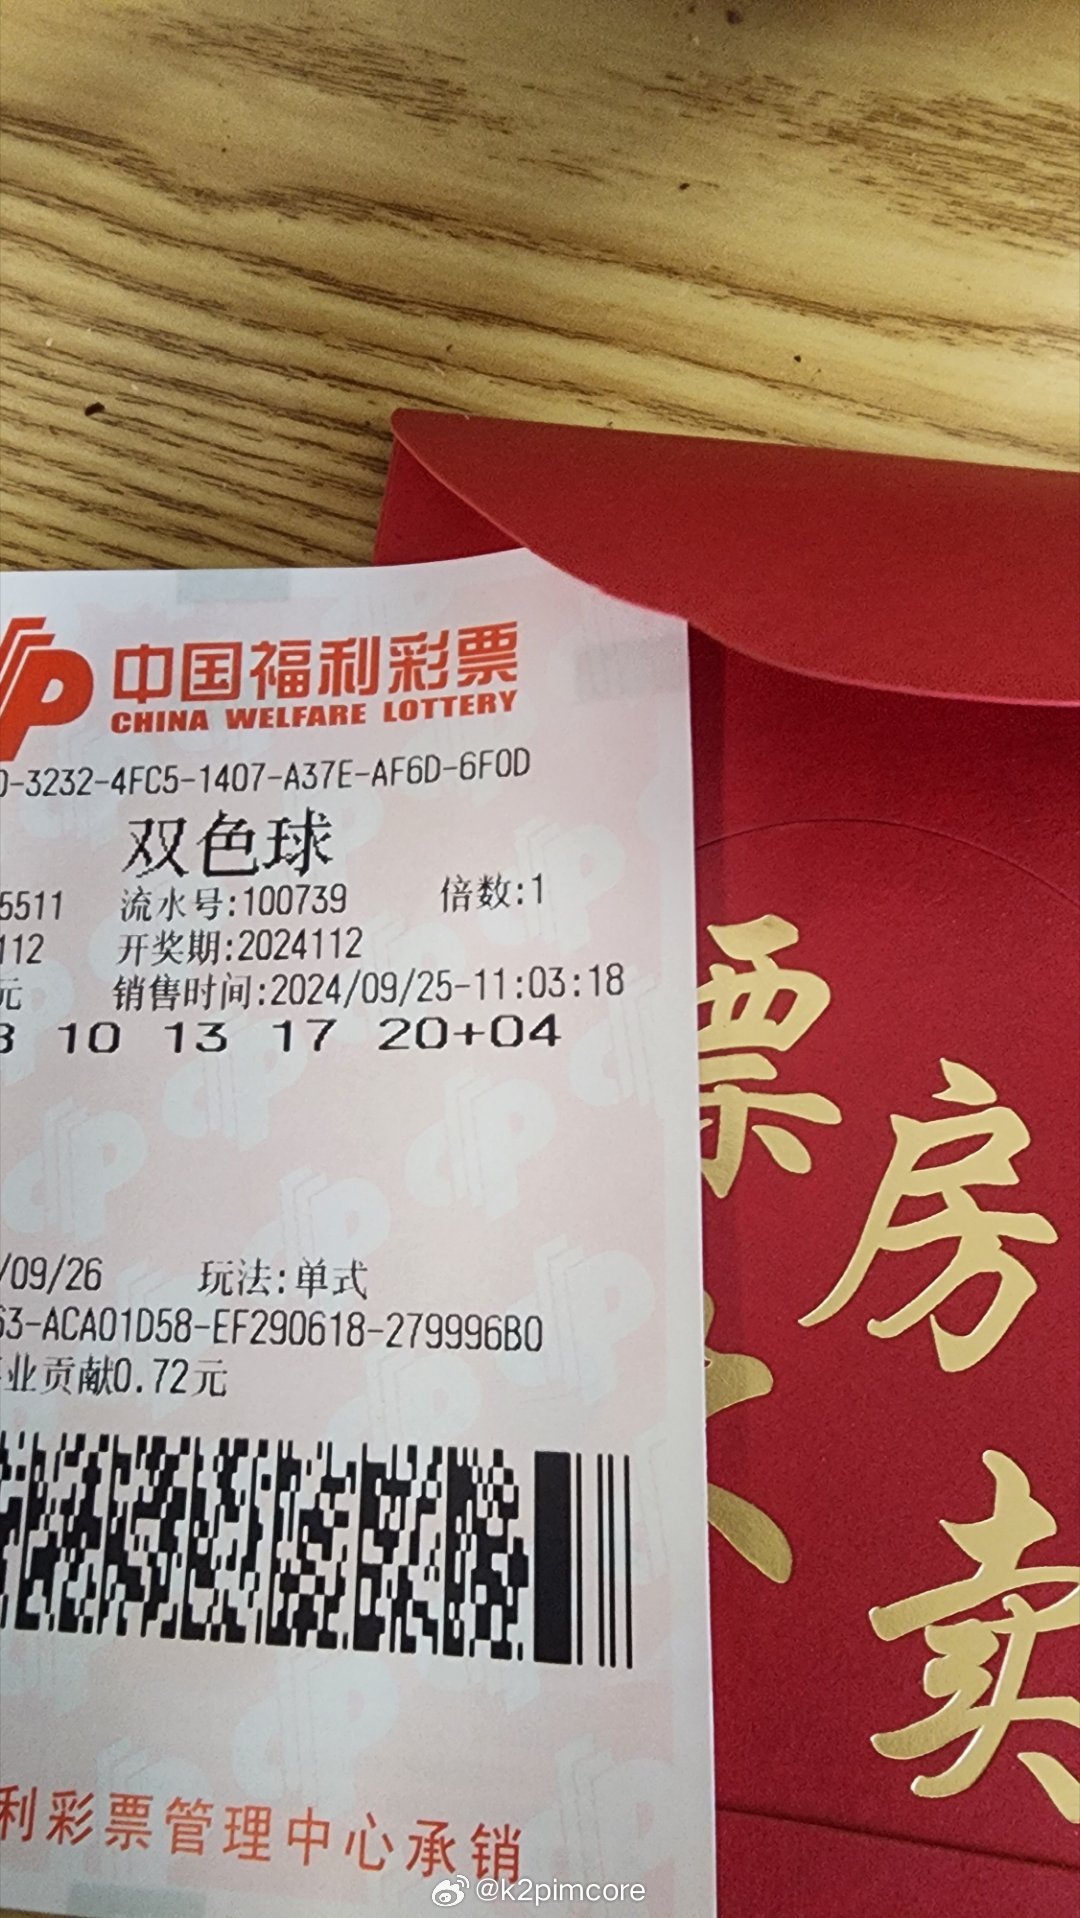 中国福利彩票
CHINA WELFARE LOTTERY
-3232-4FC5-1407-A37E-AF6D-6F0D
双色球
5511 流水号:100739 倍数:1
112 开奖期:2024112
元 销售时间:2024/09/25-11:03:18
10 13 17 20+04
/09/26 玩法:单式
63-ACA01D58-EF290618-279996B0
业贡献0.72元
利彩票管理中心承销
票
房
大
卖
@k2pimcore